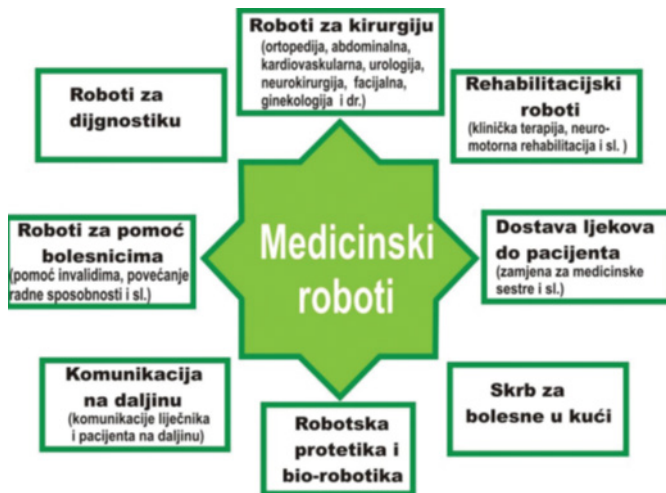 Roboti za kirurgiju
(ortopedija, abdominalna,
kardiovaskularna, urologija,
neurokirurgija, facijalna,
ginekologija i dr.)
Roboti za
dijgnostiku
Rehabilitacijski
roboti
(klinička terapija, neuro-
motorna rehabilitacija i sl. )
Roboti za pomoć
bolesnicima
(pomoć invalidima, povećanje
radne sposobnosti i sl.)
Medicinski
roboti
Dostava ljekova
do pacijenta
(zamjena za medicinske
sestre i sl.)
Komunikacija
na daljinu
(komunikacije liječnika
i pacijenta na daljinu)
Robotska
protetika i
bio-robotika
Skrb za
bolesne u kući